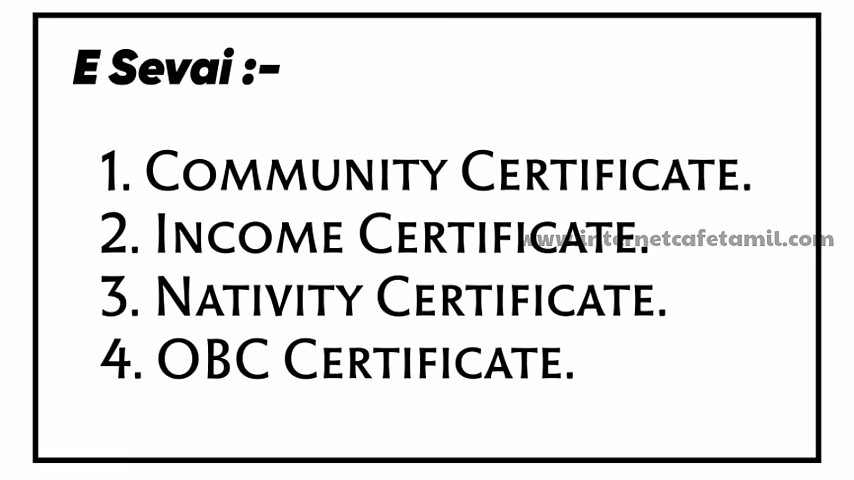 E Sevai :-
1. Community Certificate.
2. Income Certificate.
www.internetcafetamil.com
3. Nativity Certificate.
4. OBC Certificate.